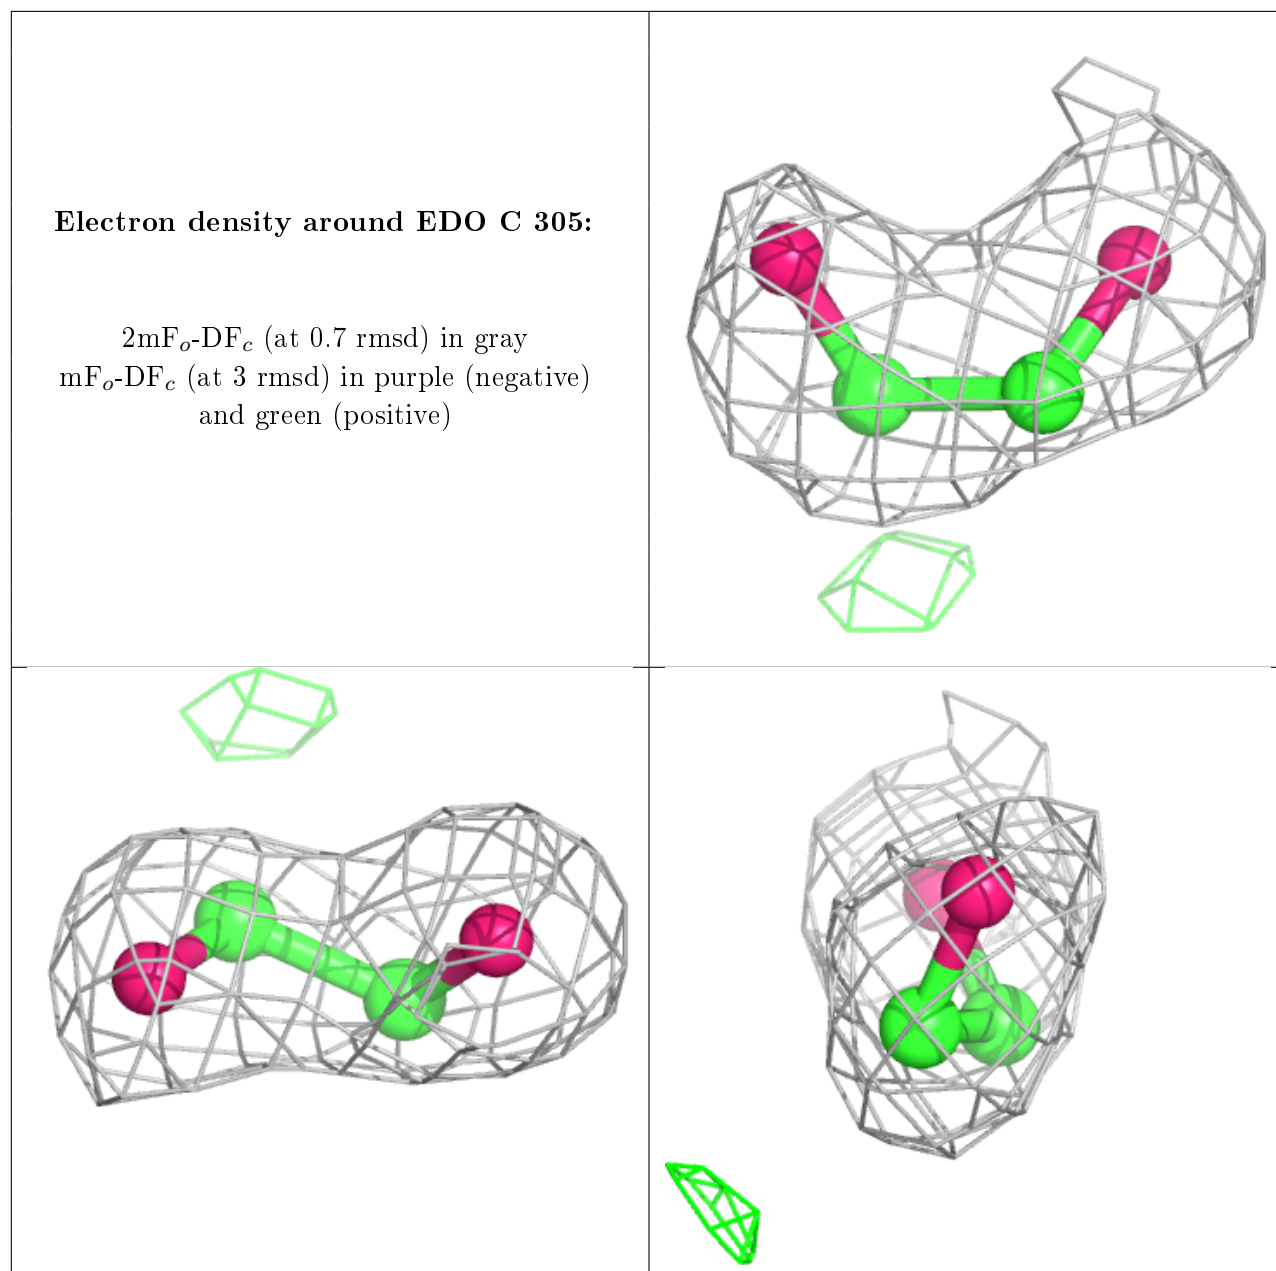 Electron density around EDO C 305:
2mFo-DFc (at 0.7 rmsd) in gray
mFo-DFc (at 3 rmsd) in purple (negative)
and green (positive)